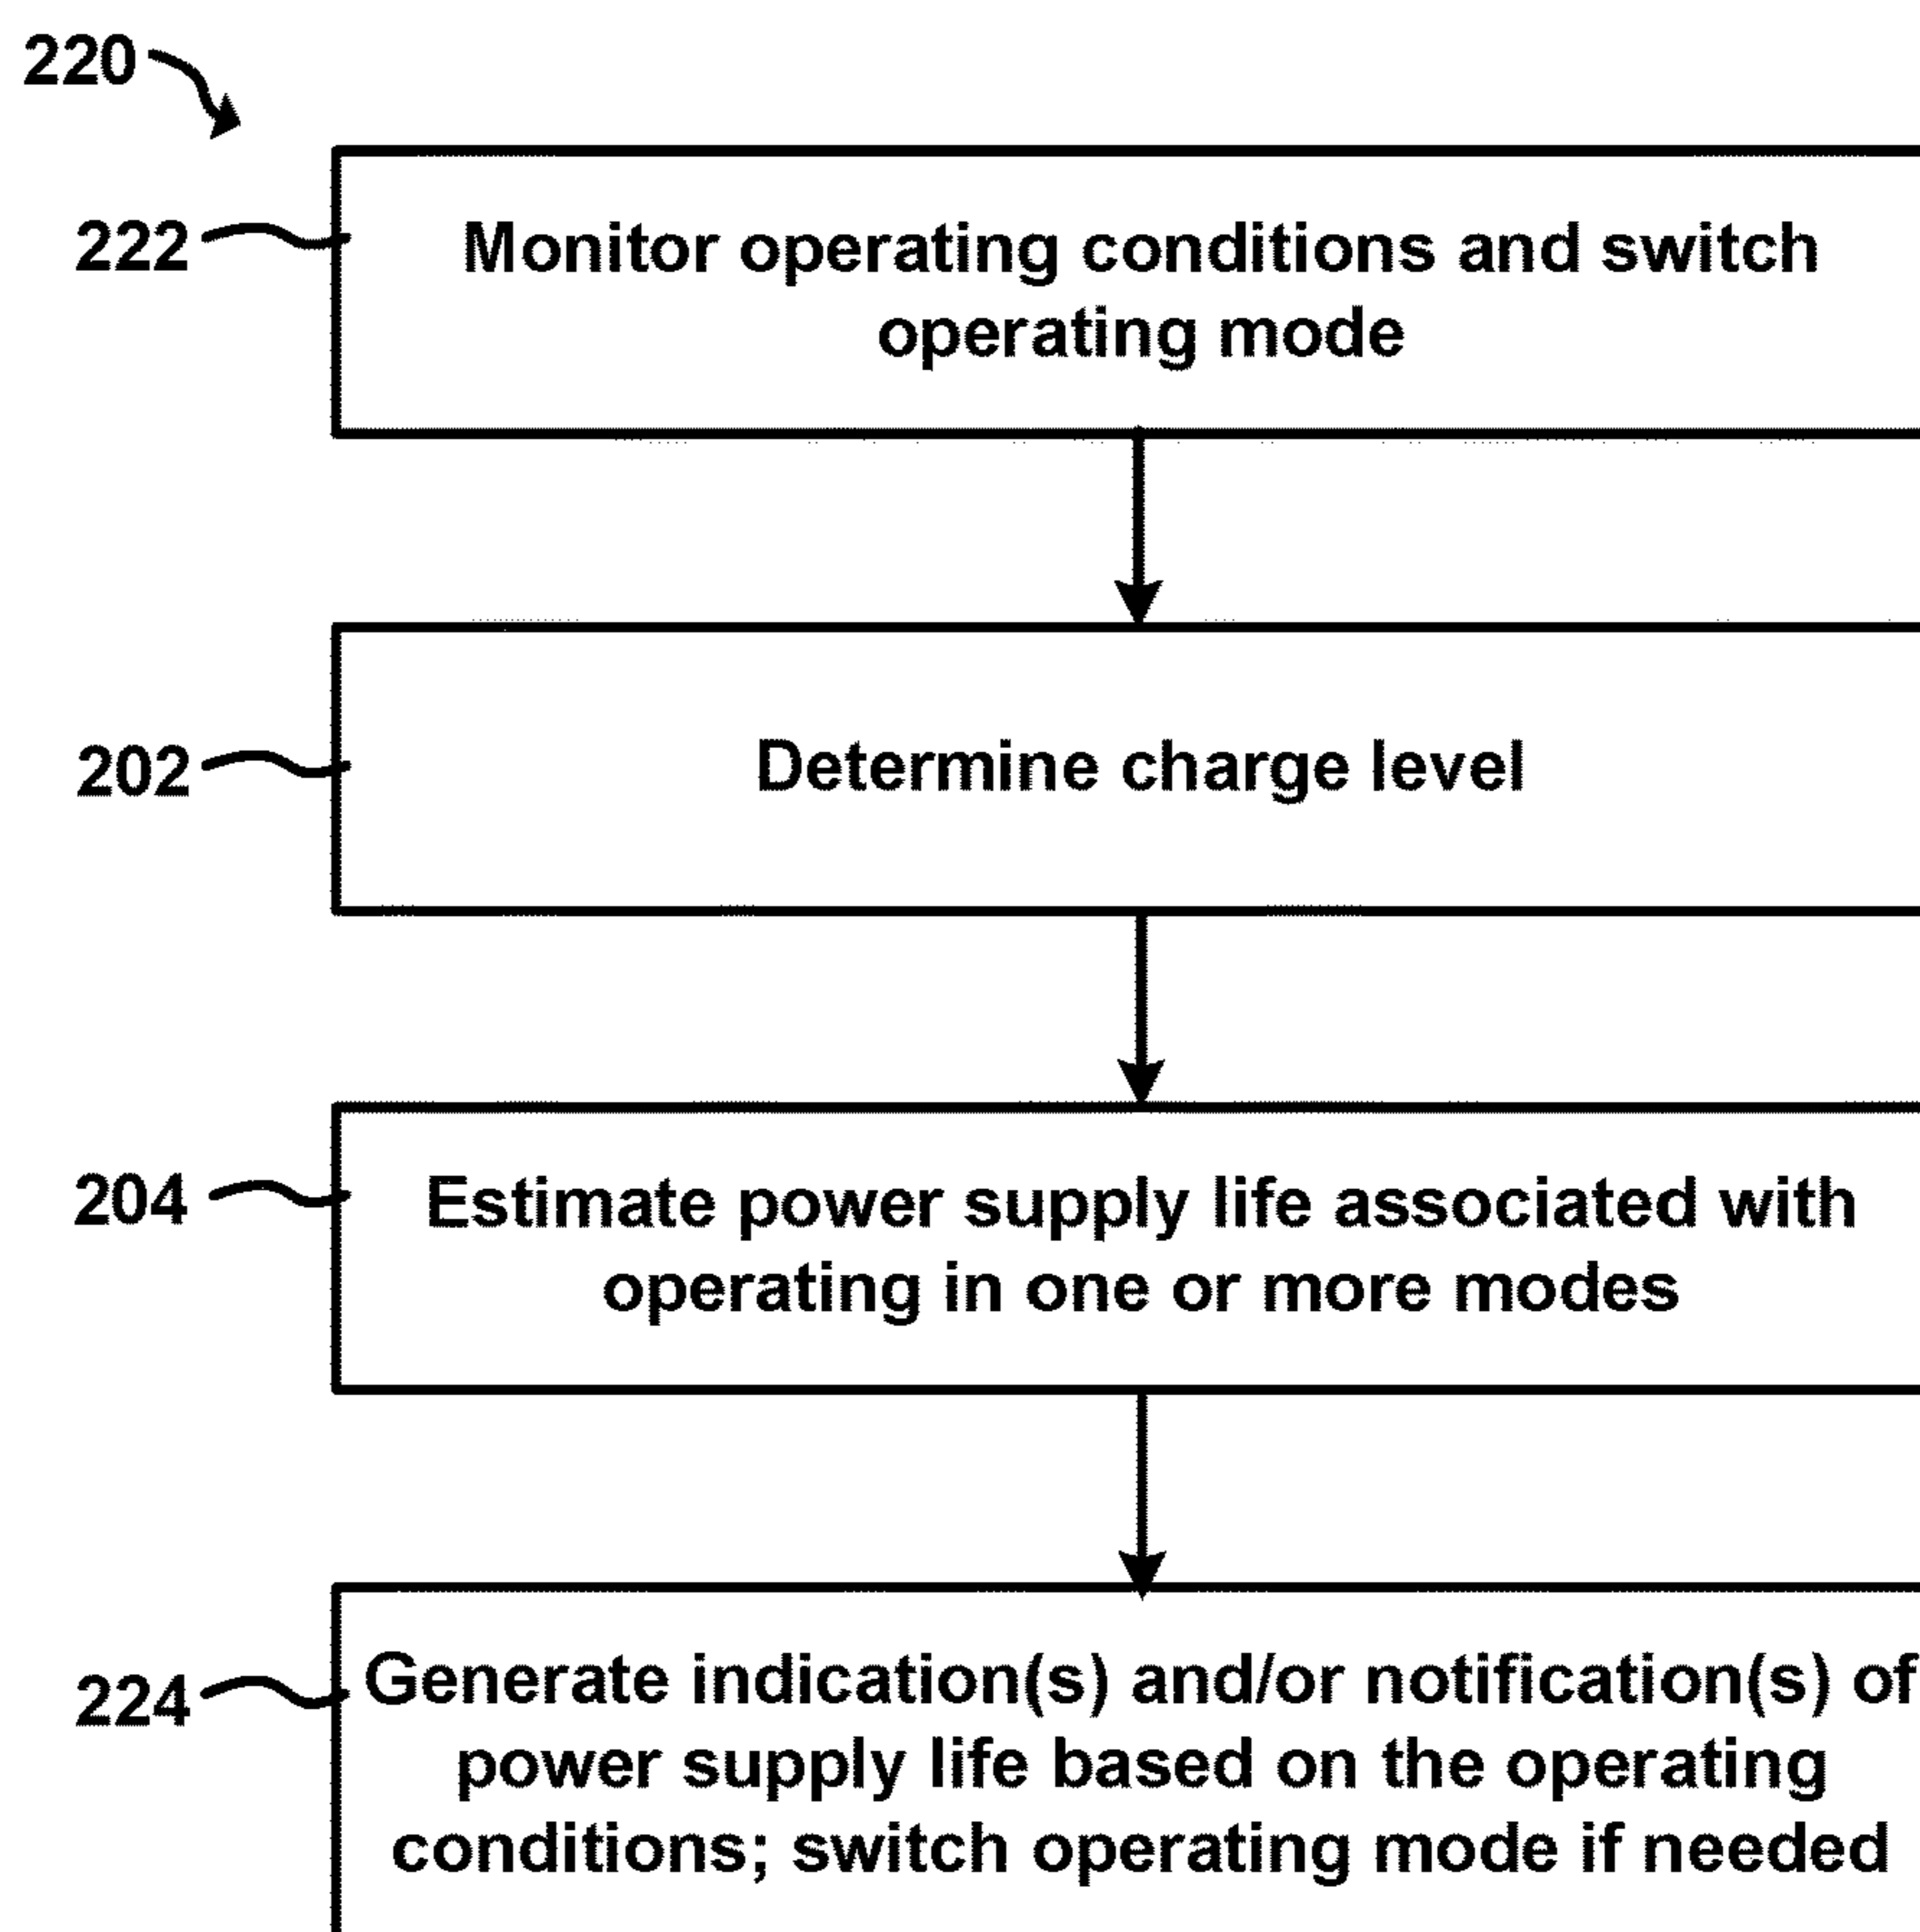 220
222
Monitor operating conditions and switch
operating mode
202
Determine charge level
204
Estimate power supply life associated with
operating in one or more modes
224
Generate indication(s) and/or notification(s) of
power supply life based on the operating
conditions; switch operating mode if needed